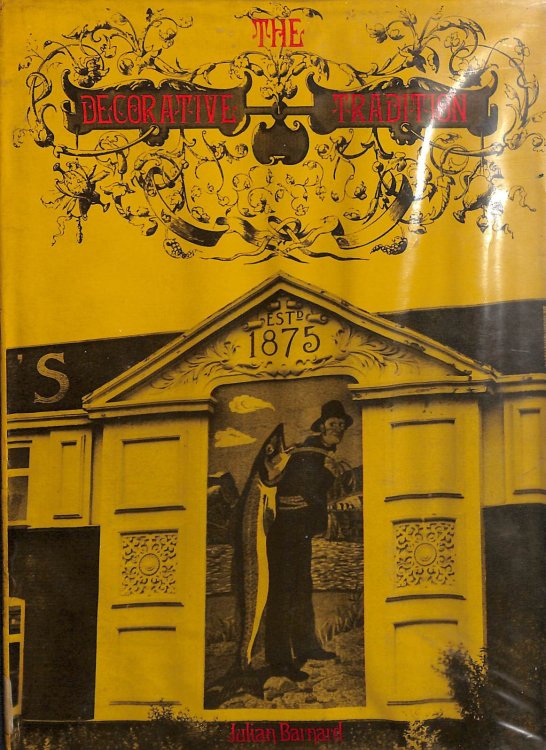 THE
DECORATIVE TRADITION
ESTD
1875
'S
Julian Barnard